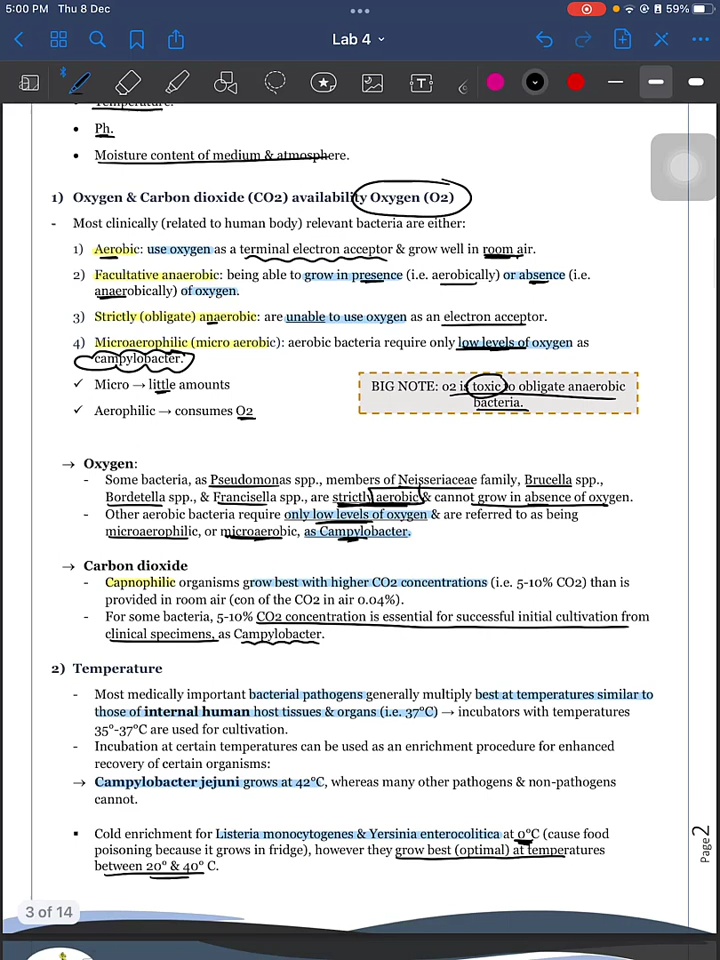 5:00 PM Thu 8 Dec
59%
Lab 4
Temperature.
• Ph.
• Moisture content of medium & atmosphere.
1) Oxygen & Carbon dioxide (CO2) availability Oxygen (O2)
- Most clinically (related to human body) relevant bacteria are either:
1) Aerobic: use oxygen as a terminal electron acceptor & grow well in room air.
2) Facultative anaerobic: being able to grow in presence (i.e. aerobically) or absence (i.e.
anaerobically) of oxygen.
3) Strictly (obligate) anaerobic: are unable to use oxygen as an electron acceptor.
4) Microaerophilic (micro aerobic): aerobic bacteria require only low levels of oxygen as
campylobacter.
✓ Micro → little amounts
✓ Aerophilic → consumes O2
BIG NOTE: o2 is toxic to obligate anaerobic
bacteria.
→ Oxygen:
- Some bacteria, as Pseudomonas spp., members of Neisseriaceae family, Brucella spp.,
Bordetella spp., & Francisella spp., are strictly aerobic & cannot grow in absence of oxygen.
- Other aerobic bacteria require only low levels of oxygen & are referred to as being
microaerophilic, or microaerobic, as Campylobacter.
→ Carbon dioxide
- Capnophilic organisms grow best with higher CO2 concentrations (i.e. 5-10% CO2) than is
provided in room air (con of the CO2 in air 0.04%).
- For some bacteria, 5-10% CO2 concentration is essential for successful initial cultivation from
clinical specimens, as Campylobacter.
2) Temperature
- Most medically important bacterial pathogens generally multiply best at temperatures similar to
those of internal human host tissues & organs (i.e. 37°C) → incubators with temperatures
35°-37°C are used for cultivation.
- Incubation at certain temperatures can be used as an enrichment procedure for enhanced
recovery of certain organisms:
→ Campylobacter jejuni grows at 42°C, whereas many other pathogens & non-pathogens
cannot.
▪ Cold enrichment for Listeria monocytogenes & Yersinia enterocolitica at 0°C (cause food
poisoning because it grows in fridge), however they grow best (optimal) at temperatures
between 20° & 40° C.
Page 2
3 of 14